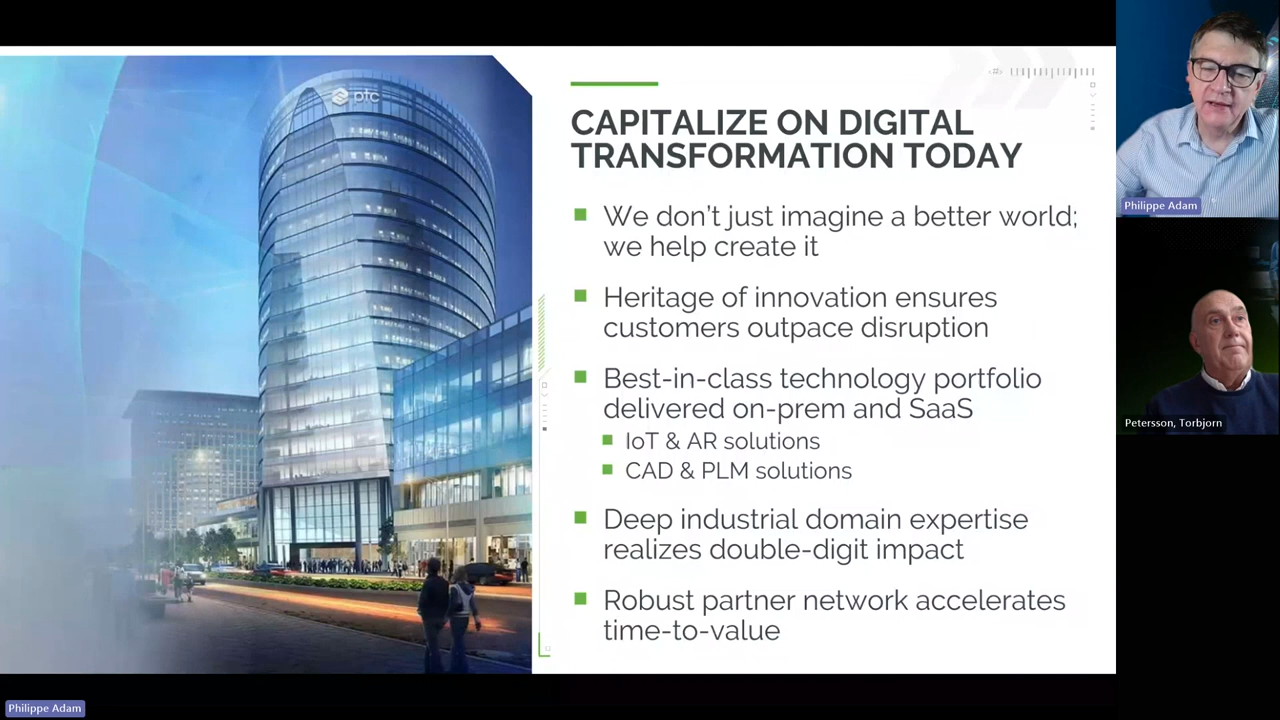 ptc
CAPITALIZE ON DIGITAL
TRANSFORMATION TODAY
We don't just imagine a better world;
we help create it
Heritage of innovation ensures
customers outpace disruption
Best-in-class technology portfolio
delivered on-prem and SaaS
IoT & AR solutions
CAD & PLM solutions
Deep industrial domain expertise
realizes double-digit impact
Robust partner network accelerates
time-to-value
Philippe Adam
Petersson, Torbjorn
Philippe Adam